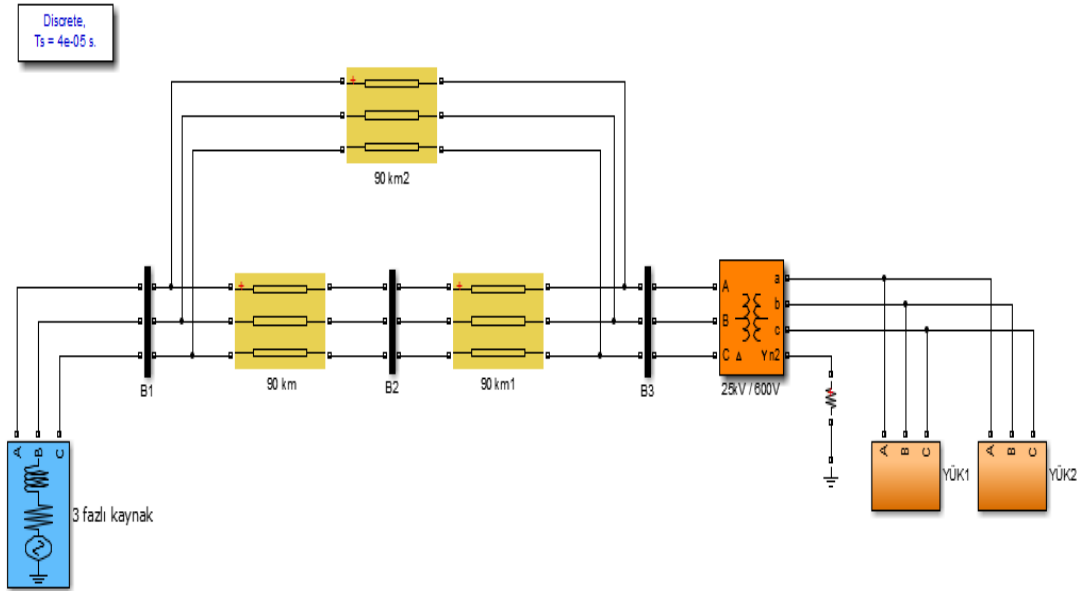 Discrete,
Ts = 4e-05 s.
90 km2
A
B
C
a
b
c
Δ
Yn2
B1
90 km
B2
90 km1
B3
25kV / 600V
A
B
C
3 fazlı kaynak
A
B
C
YÜK1
A
B
C
YÜK2